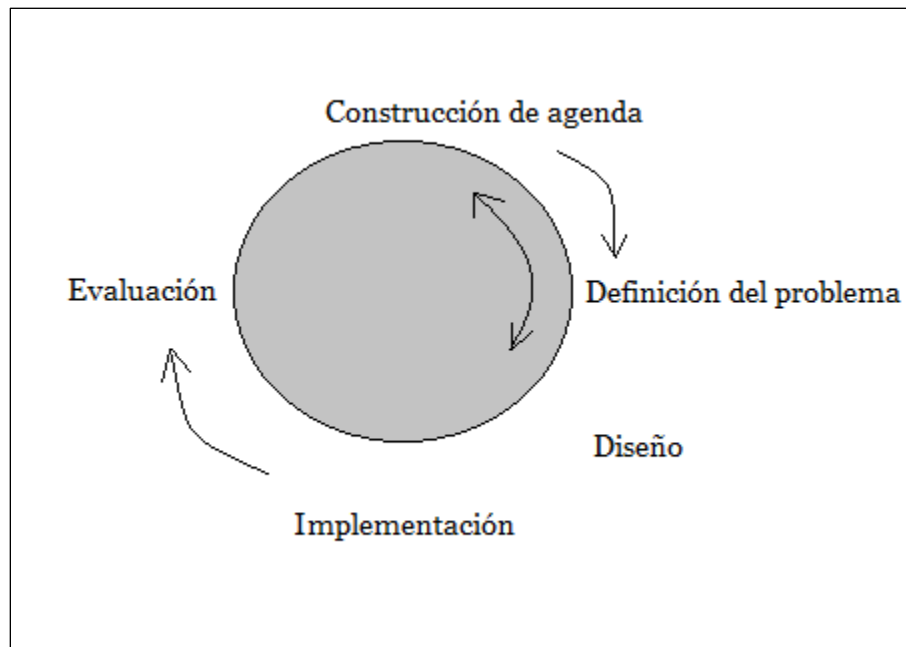 Construcción de agenda
Evaluación
Definición del problema
Diseño
Implementación